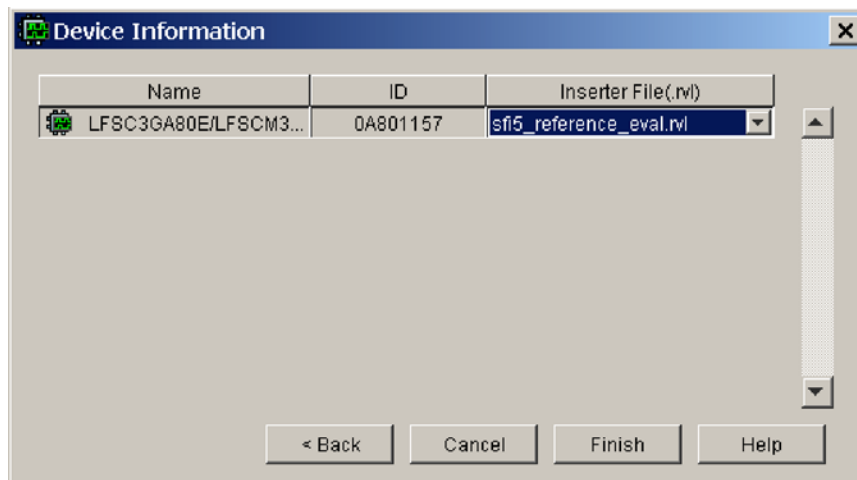 Device Information
Name ID Inserter File(.rvl)
LFSC3GA80E/LFSCM3... 0A801157 sfi5_reference_eval.rvl
< Back Cancel Finish Help